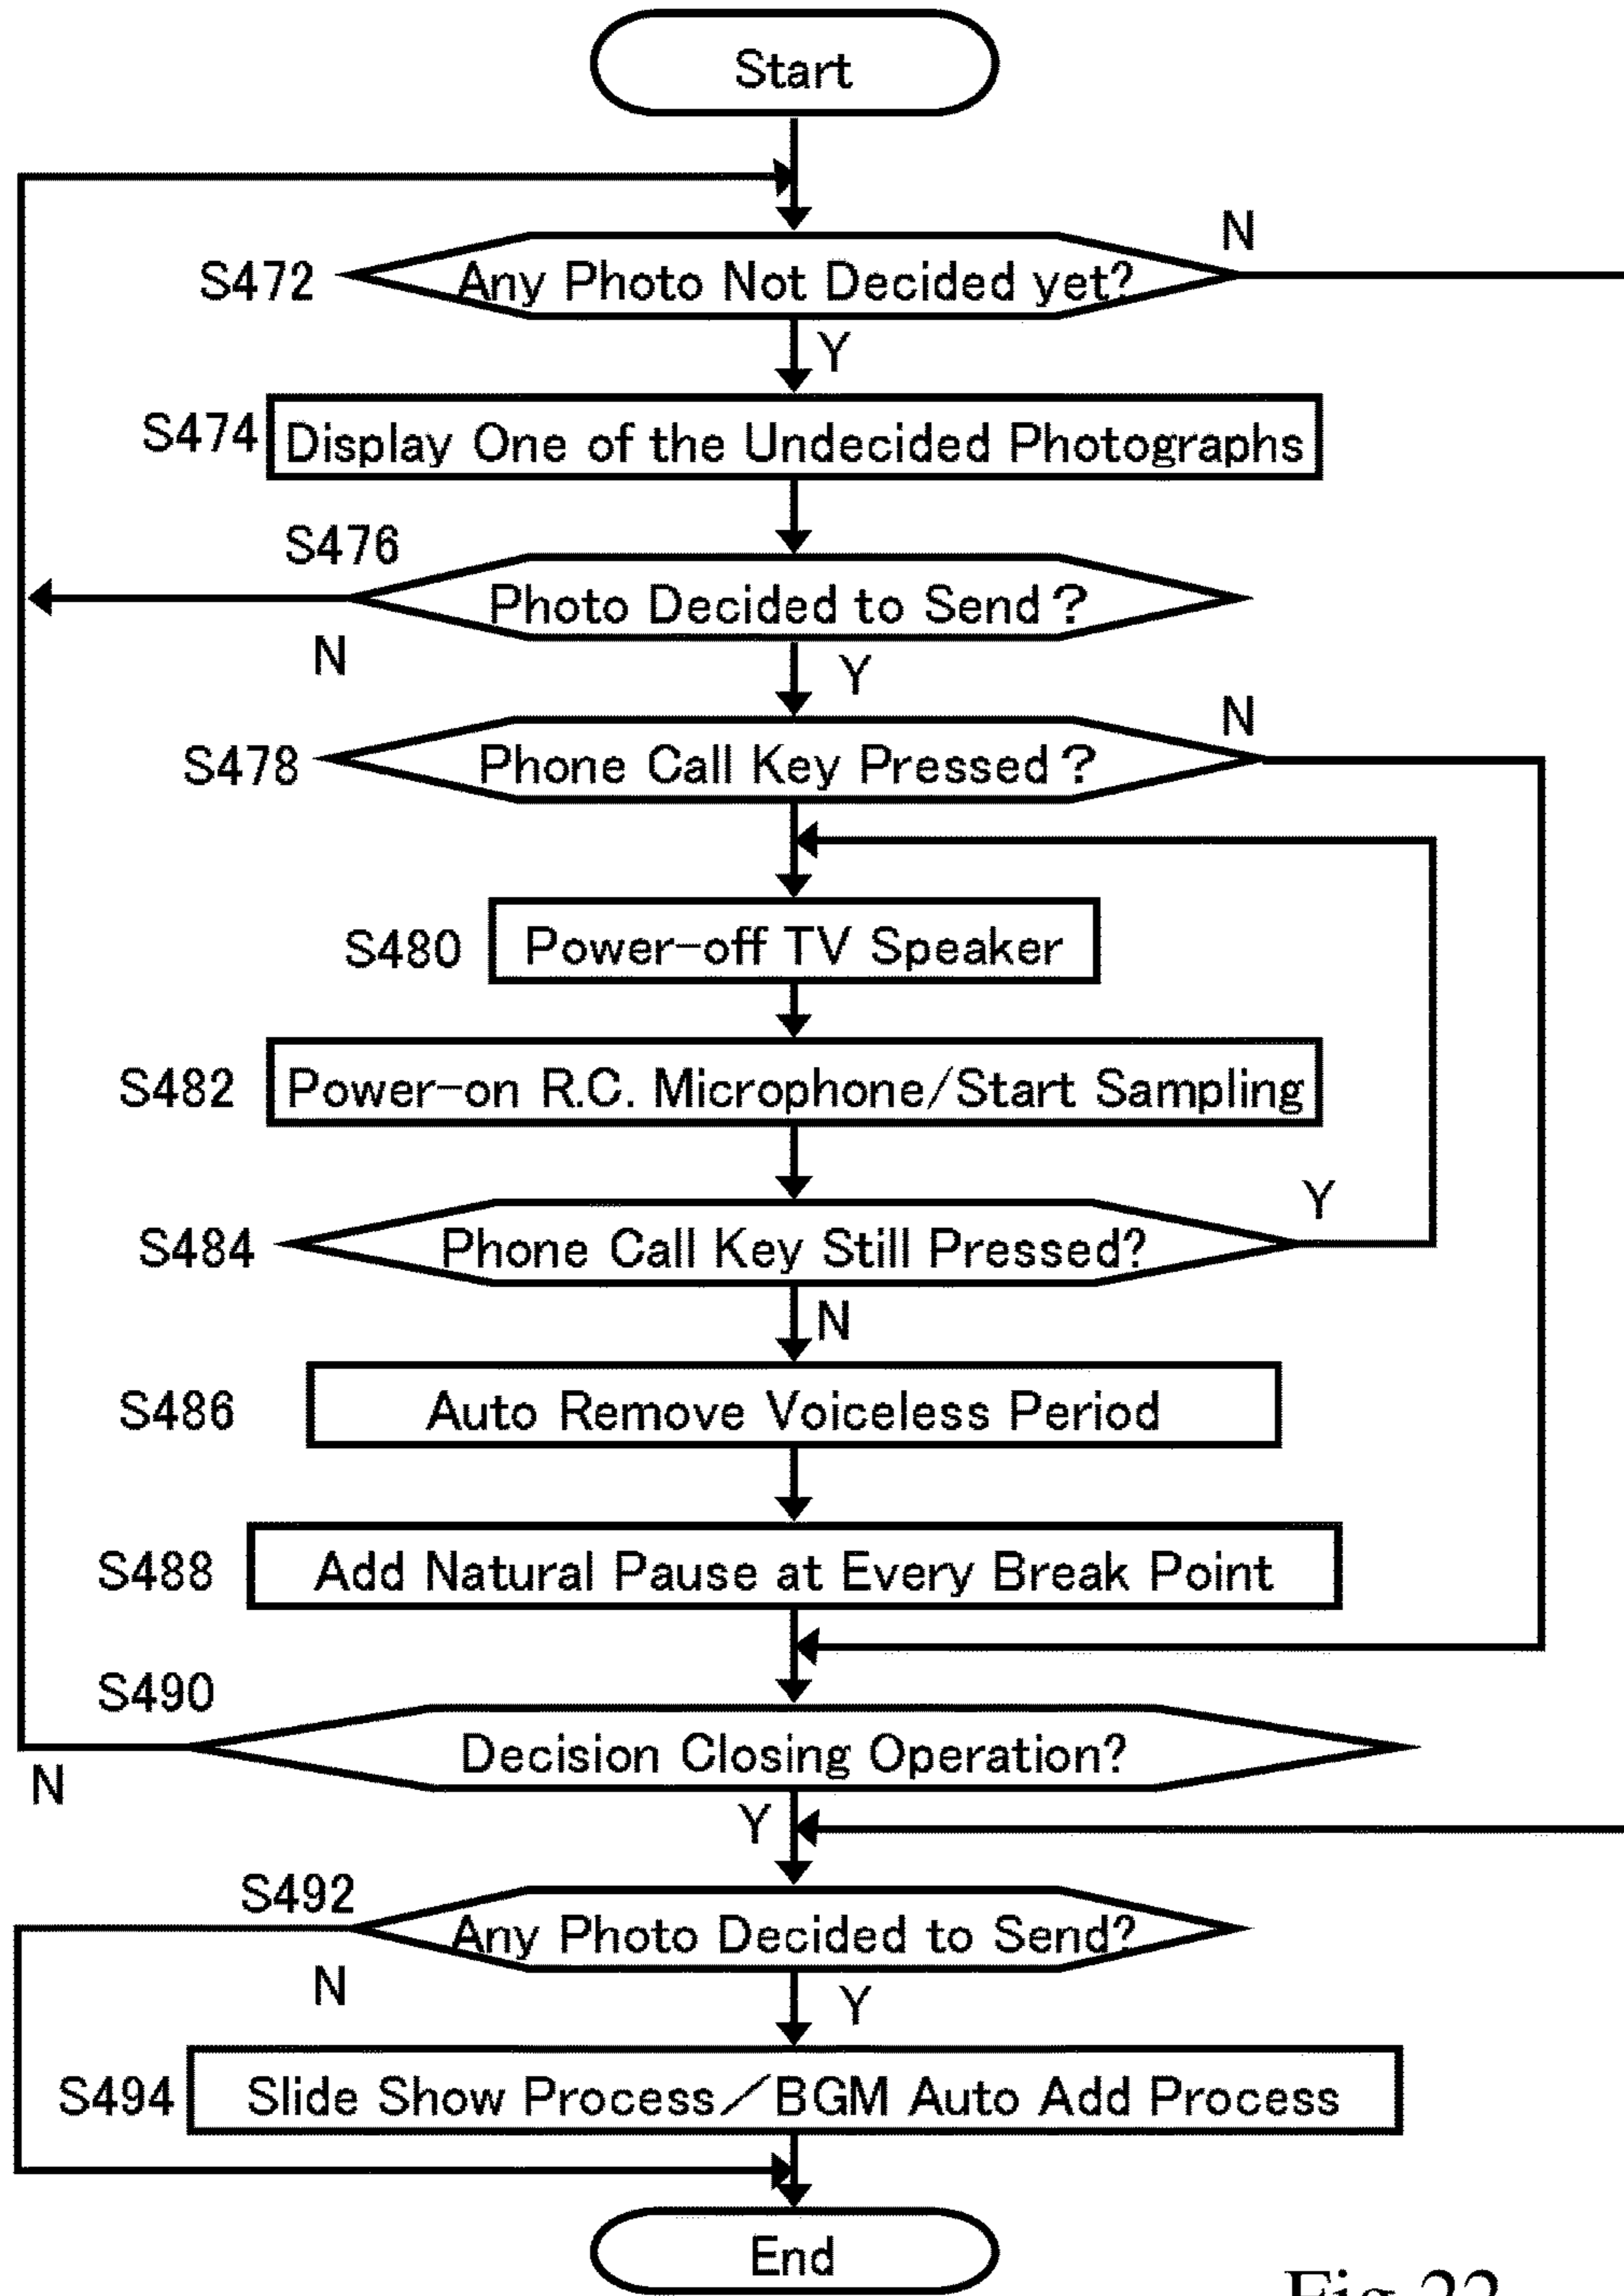 Start
N
S472 Any Photo Not Decided yet?
Y
S474 Display One of the Undecided Photographs
S476
Photo Decided to Send?
N
Y
N
S478 Phone Call Key Pressed?
S480 Power-off TV Speaker
S482 Power-on R.C. Microphone/Start Sampling
Y
S484 Phone Call Key Still Pressed?
N
S486 Auto Remove Voiceless Period
S488 Add Natural Pause at Every Break Point
S490
Decision Closing Operation?
N
Y
S492
Any Photo Decided to Send?
N
Y
S494 Slide Show Process/BGM Auto Add Process
End